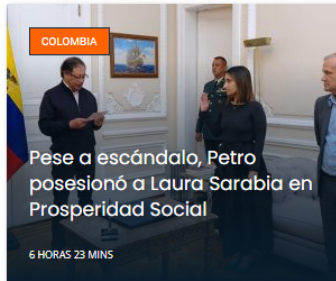 COLOMBIA
Pese a escándalo, Petro
posesionó a Laura Sarabia en
Prosperidad Social
6 HORAS 23 MINS